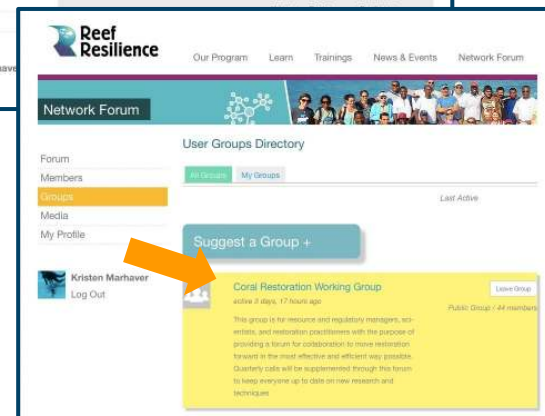 Reef
Resilience
Our Program Learn Trainings News & Events Network Forum
Network Forum
User Groups Directory
Forum
Members
Groups
Media
My Profile
All Groups My Groups
Last Active
Suggest a Group +
Kristen Marhaver
Log Out
Coral Restoration Working Group
Leave Group
active 3 days, 17 hours ago
Public Group / 44 members
This group is for resource and regulatory managers, sci-
entists, and restoration practitioners with the purpose of
providing a forum for collaboration to move restoration
forward in the most effective and efficient way possible.
Quarterly calls will be supplemented through this forum
to keep everyone up to date on new research and
techniques